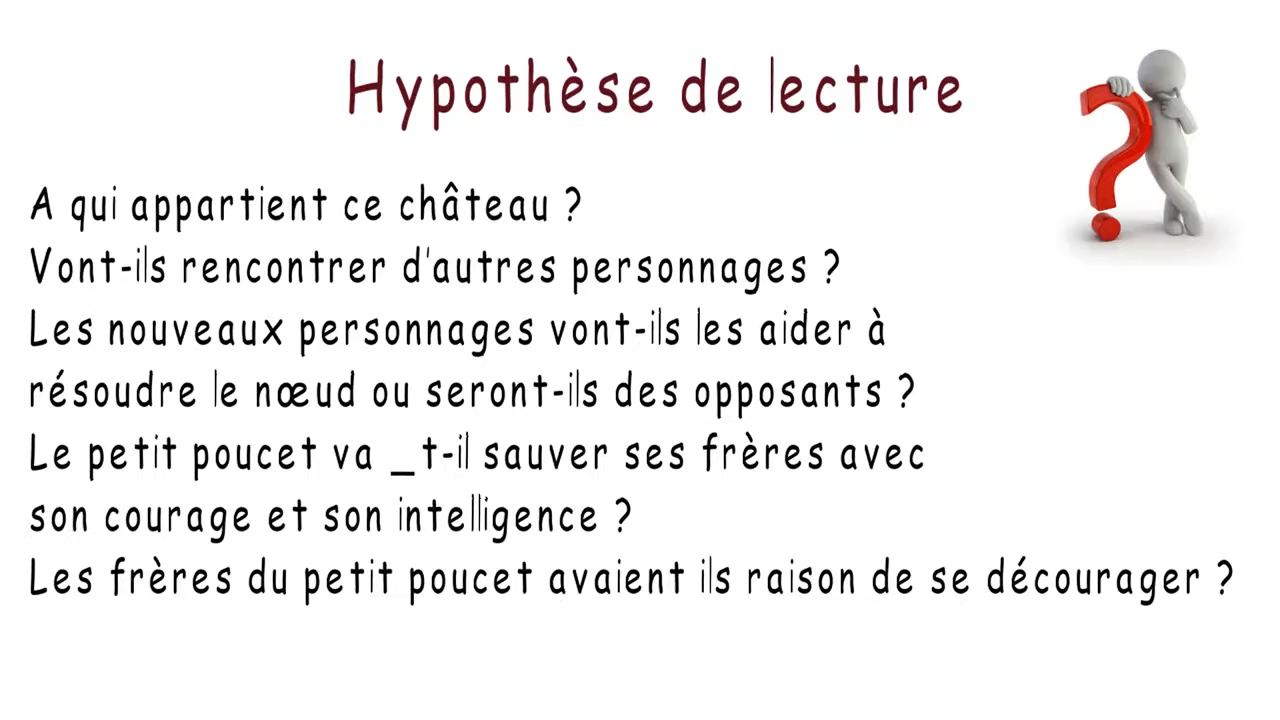 Hypothèse de lecture
A qui appartient ce château ?
Vont-ils rencontrer d'autres personnages ?
Les nouveaux personnages vont-ils les aider à
résoudre le nœud ou seront-ils des opposants ?
Le petit poucet va _t-il sauver ses frères avec
son courage et son intelligence ?
Les frères du petit poucet avaient ils raison de se décourager ?